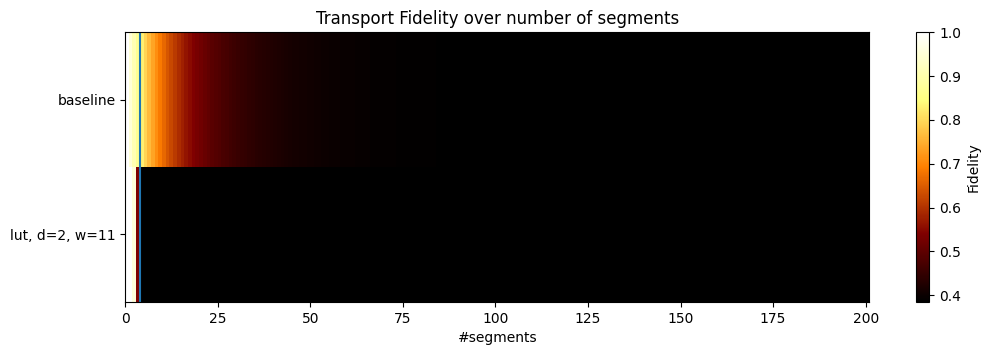 Transport Fidelity over number of segments
baseline
lut, d=2, w=11
0 25 50 75 100 125 150 175 200
#segments
1.0
0.9
0.8
0.7
0.6
0.5
0.4
Fidelity